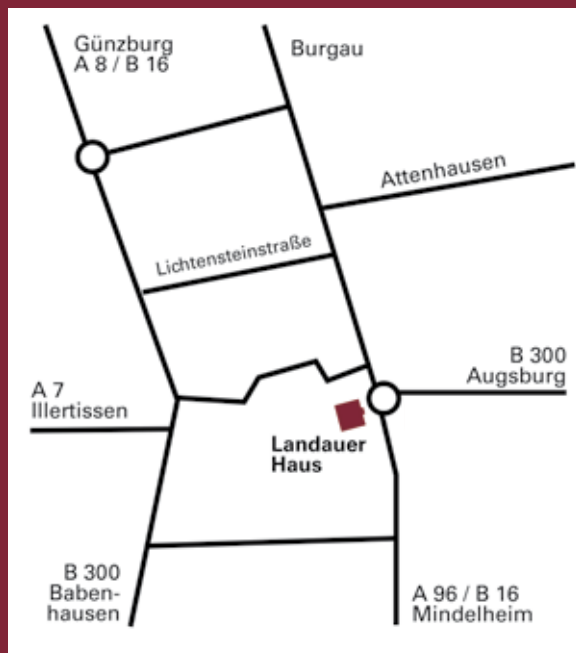 Günzburg
A 8 / B 16
Burgau
Attenhausen
Lichtensteinstraße
B 300
Augsburg
A 7
Illertissen
Landauer
Haus
B 300
Baben-
hausen
A 96 / B 16
Mindelheim